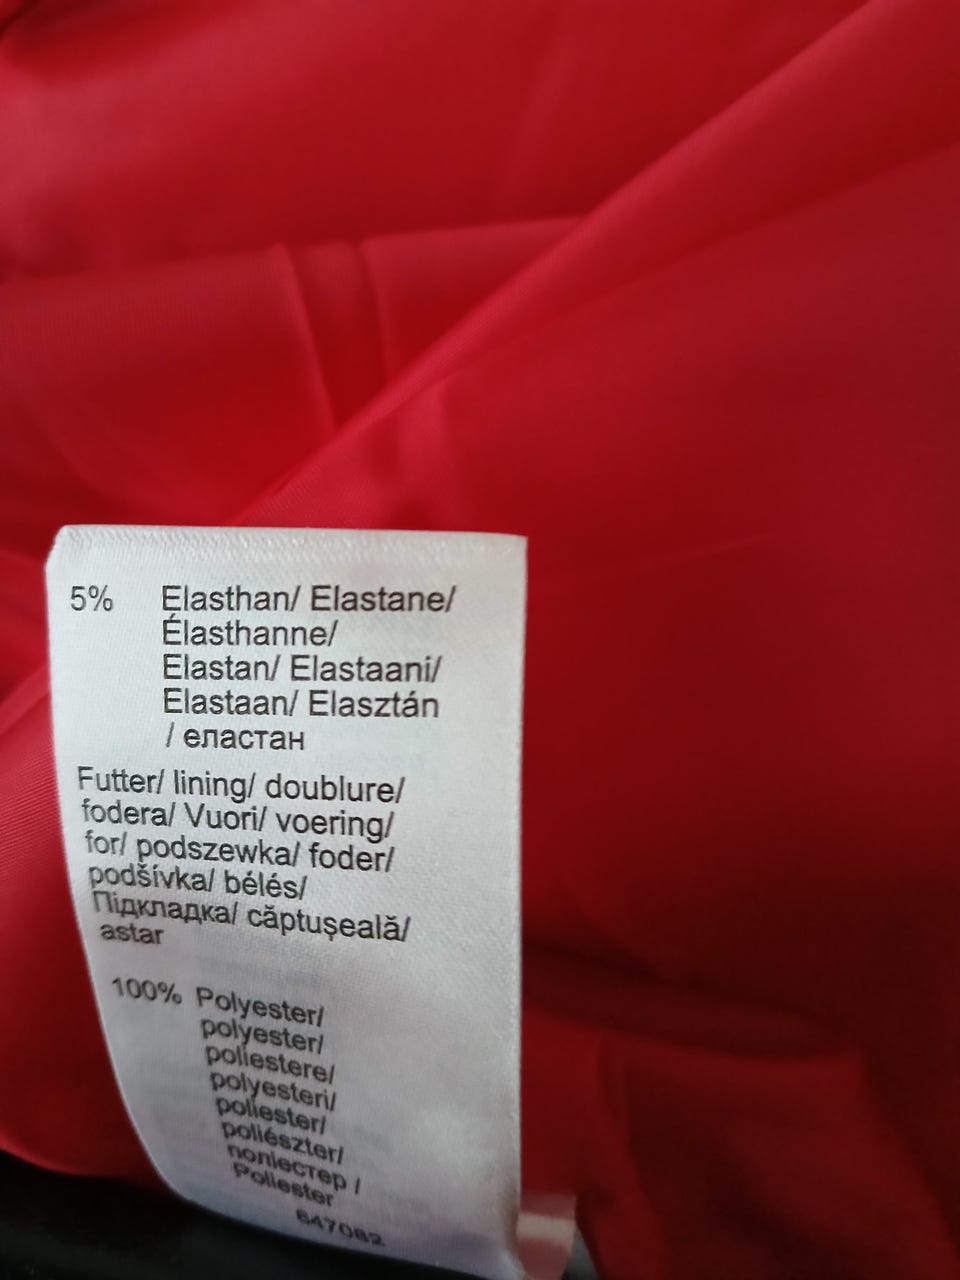 5% Elasthan/ Elastane/
Élasthanne/
Elastan/ Elastaani/
Elastaan/ Elasztán
/ еластан
Futter/ lining/ doublure/
fodera/ Vuori/ voering/
for/ podszewka/ foder/
podšívka/ bélés/
Підкладка/ căptușeală/
astar
100% Polyester/
polyester/
poliestere/
polyesteri/
poliester/
poliészter/
поліестер /
Poliester
647082